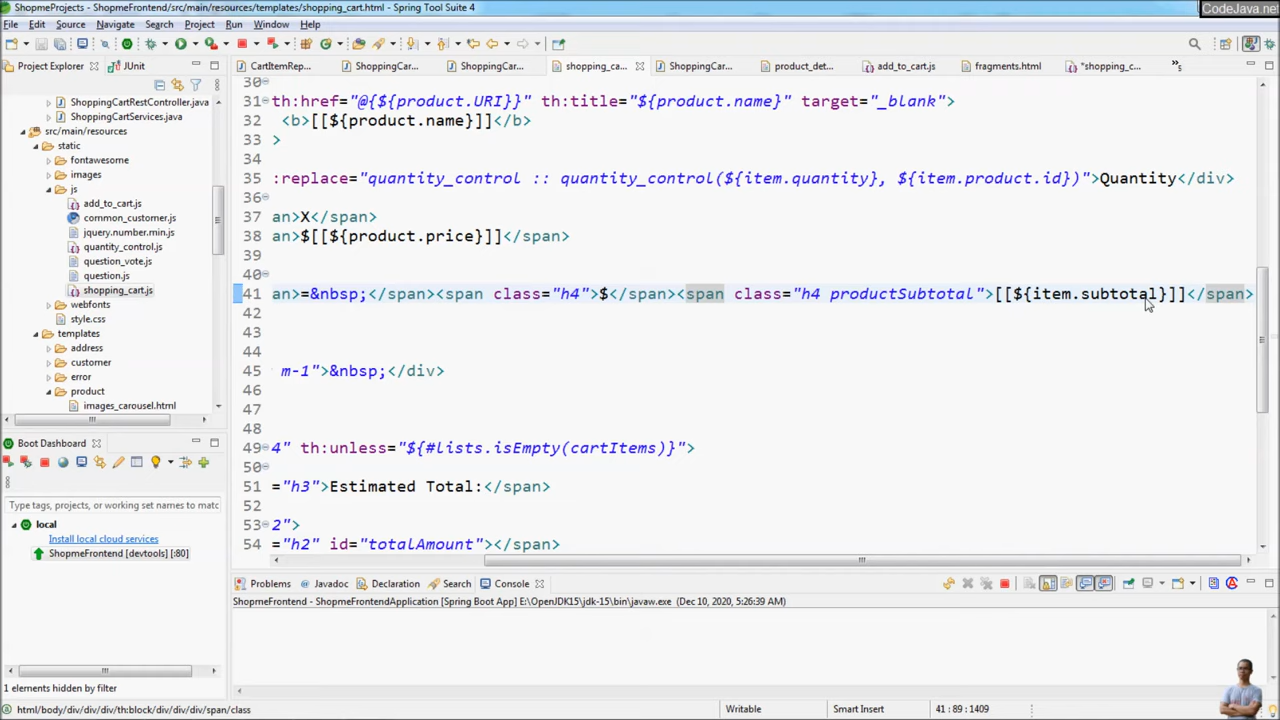 ShopmeProjects - ShopmeFrontend/src/main/resources/templates/shopping_cart.html - Spring Tool Suite 4
CodeJava.net
File Edit Source Navigate Search Project Run Window Help
Project Explorer JUnit
CartItemRep... ShoppingCar... ShoppingCar... shopping_ca... ShoppingCar... product_det... add_to_cart.js fragments.html *shopping_c... 5
ShoppingCartRestController.java
ShoppingCartServices.java
src/main/resources
static
fontawesome
images
js
add_to_cart.js
common_customer.js
jquery.number.min.js
quantity_control.js
question_vote.js
question.js
shopping_cart.js
webfonts
style.css
templates
address
customer
error
product
images_carousel.html
30
31 th:href="@{${product.URI}}" th:title="${product.name}" target="_blank">
32 <b>[[${product.name}]]</b>
33 >
34
35 :replace="quantity_control :: quantity_control(${item.quantity}, ${item.product.id})">Quantity</div>
36
37 an>X</span>
38 an>$[[${product.price}]]</span>
39
40
41 an>=&nbsp;</span><span class="h4">$</span><span class="h4 productSubtotal">[[${item.subtotal}]]</span>
42
43
44
45 m-1">&nbsp;</div>
46
47
48
49 4" th:unless="${#lists.isEmpty(cartItems)}">
50
51 ="h3">Estimated Total:</span>
52
53 2">
54 ="h2" id="totalAmount"></span>
Boot Dashboard
Type tags, projects, or working set names to matc
local
Install local cloud services
ShopmeFrontend [devtools] [:80]
1 elements hidden by filter
Problems Javadoc Declaration Search Console
ShopmeFrontend - ShopmeFrontendApplication [Spring Boot App] E:\OpenJDK15\jdk-15\bin\javaw.exe (Dec 10, 2020, 5:26:39 AM)
html/body/div/div/div/th:block/div/div/div/span/class
Writable
Smart Insert
41 : 89 : 1409